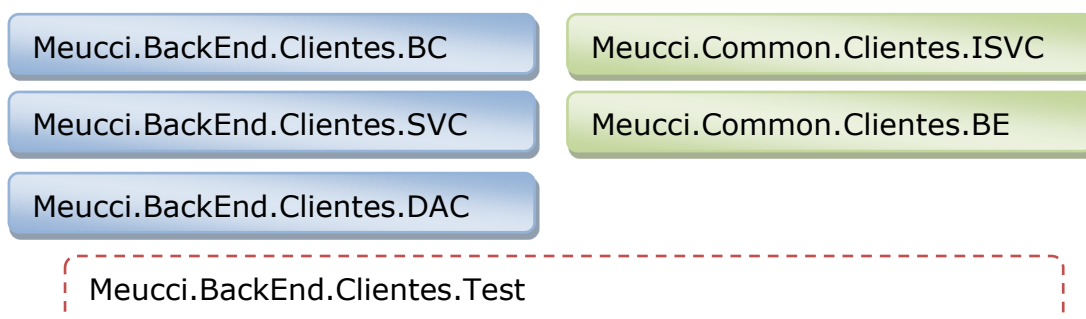 Meucci.BackEnd.Clientes.BC
Meucci.Common.Clientes.ISVC
Meucci.BackEnd.Clientes.SVC
Meucci.Common.Clientes.BE
Meucci.BackEnd.Clientes.DAC
Meucci.BackEnd.Clientes.Test